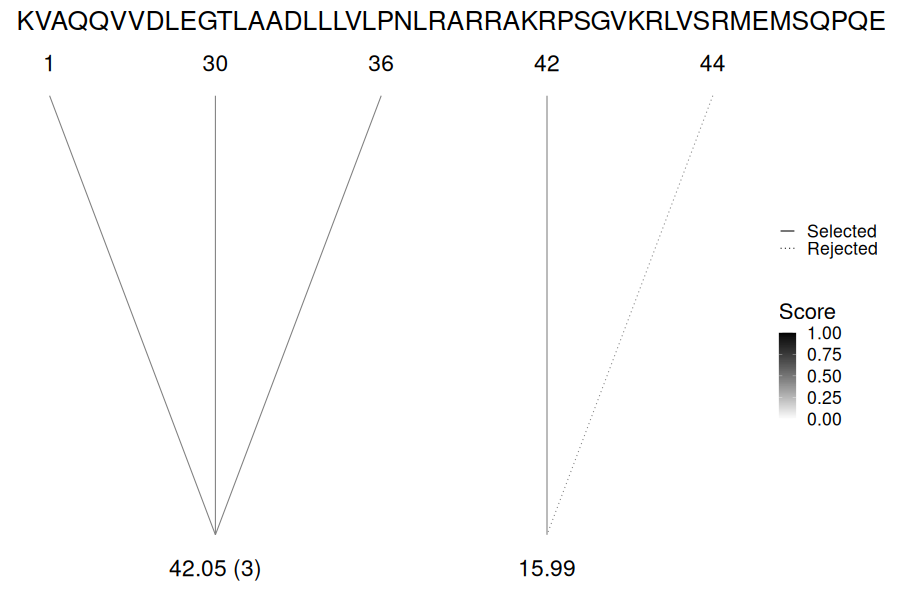 KVAQQVVDLEGTLAADLLLVLPNLRARRAKRPSGVKRLVSRMEMSQPQE
1 30 36 42 44
Selected
Rejected
Score
1.00
0.75
0.50
0.25
0.00
42.05 (3) 15.99